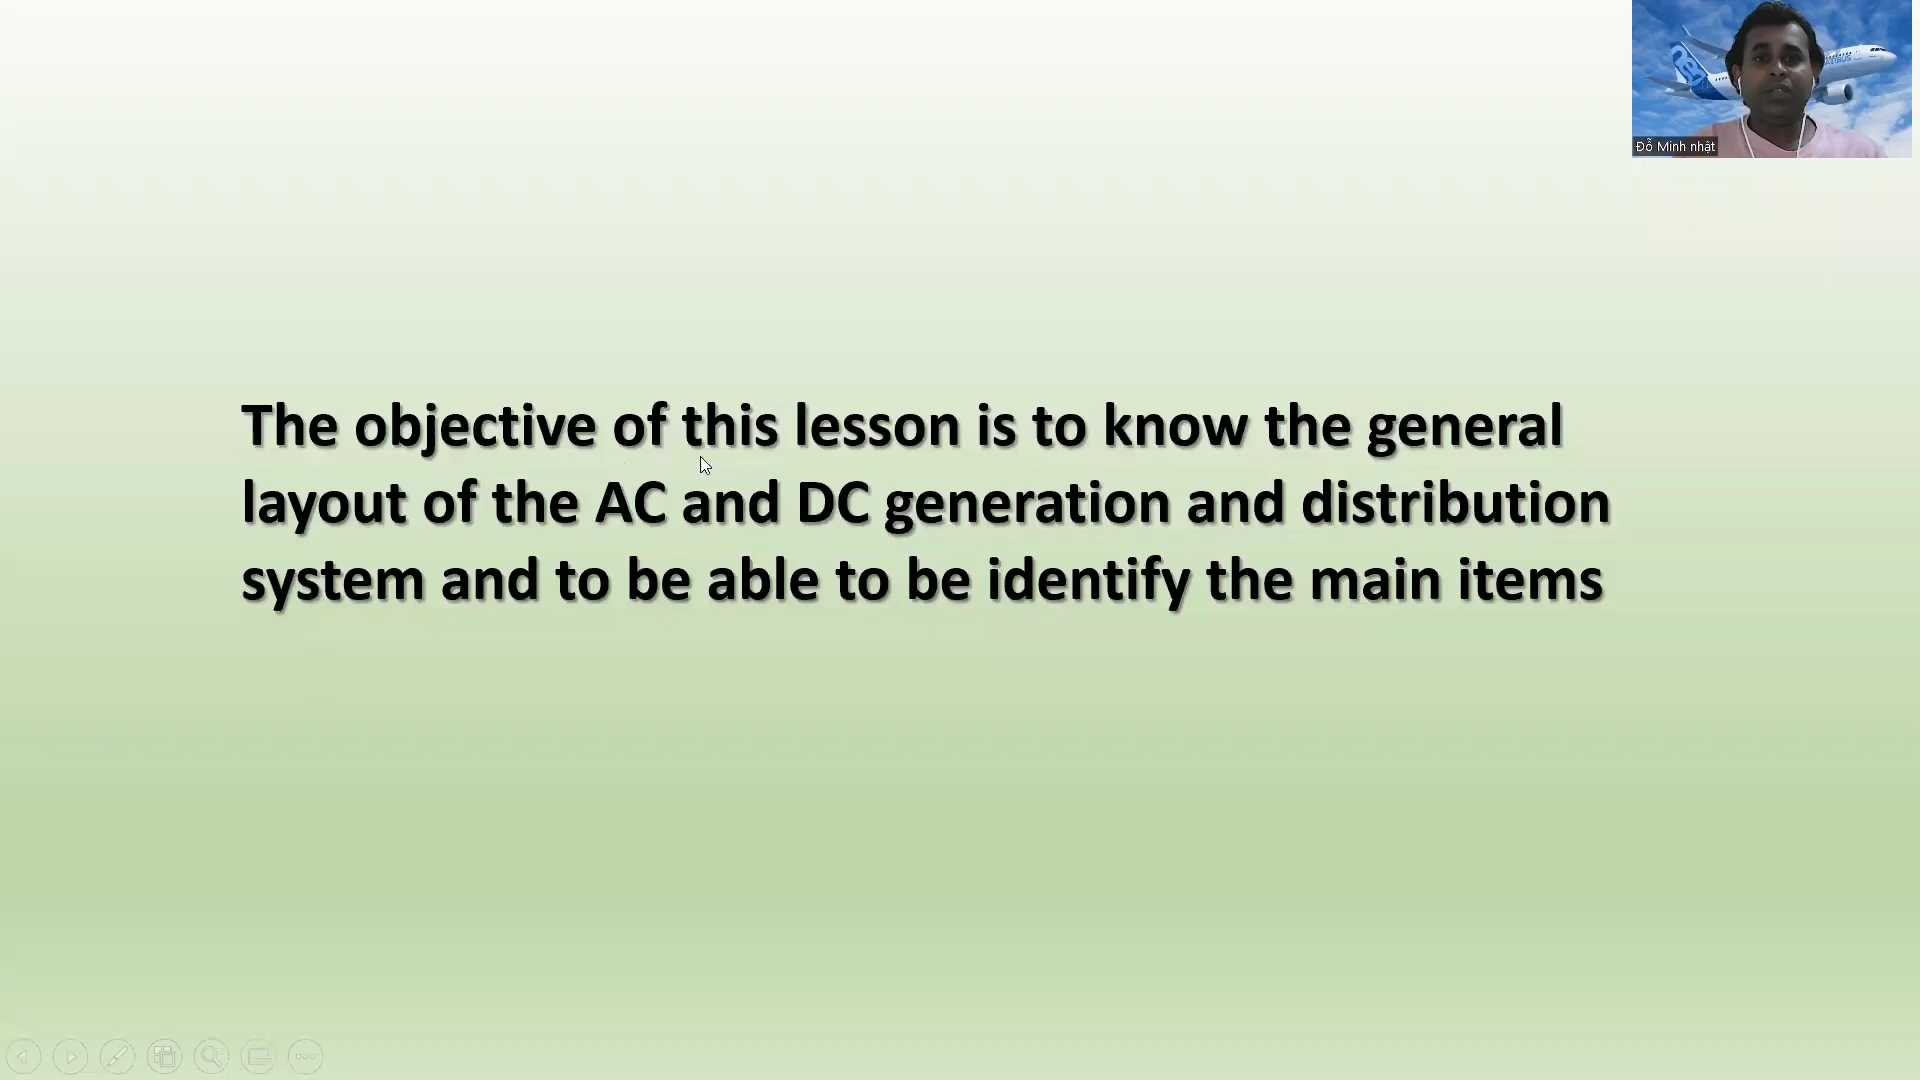 Đỗ Minh nhật
The objective of this lesson is to know the general
layout of the AC and DC generation and distribution
system and to be able to be identify the main items